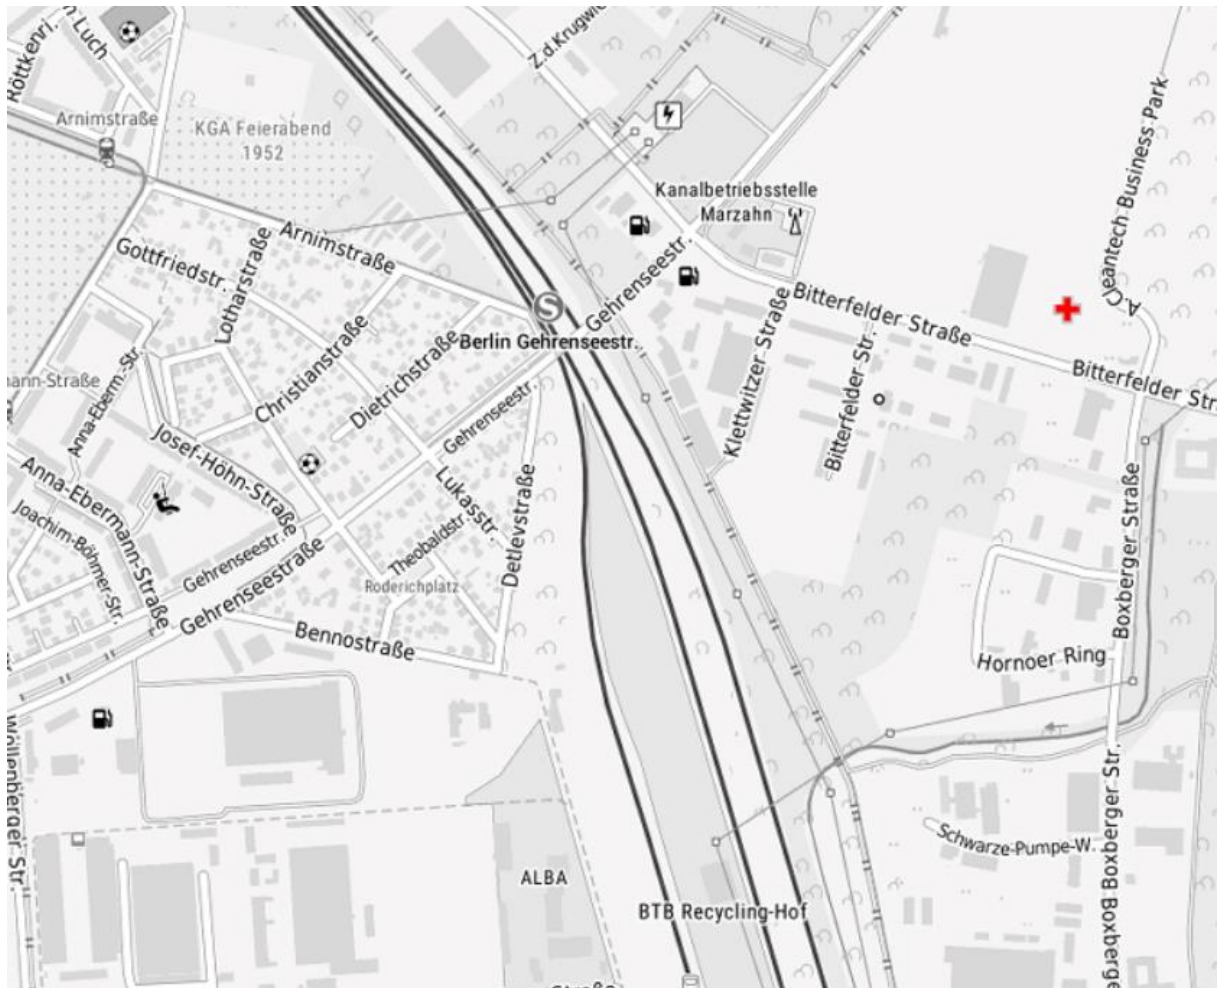 Röttkenri.
n Luch
Z.d.Krugwie
Arnimstraße
KGA Feierabend
1952
A.Cleantech Business Park
Kanalbetriebsstelle
Marzahn
Arnimstraße
Gottfriedstr.
Lotharstraße
Gehrenseestr.
S
Bitterfelder Straße
Berlin Gehrenseestr.
Klettwitzer Straße
Bitterfelder Str.
Bitterfelder Str
Christianstraße
Dietrichstraße
mann-Straße
Anna-Eberm.-Str.
Gehrenseestr.
Josef-Höhn-Straße
Lukasstr.
Detlevstraße
Anna-Ebermann-Straße
Joachim-Böhmer-Str.
Theobaldstr.
Roderichplatz
Gehrenseestr.
Gehrenseestraße
Bennostraße
Boxberger Straße
Hornoer Ring
Wollenberger Str.
Boxberger Str.
Schwarze-Pumpe-W.
Boxberge
ALBA
BTB Recycling-Hof
Straße